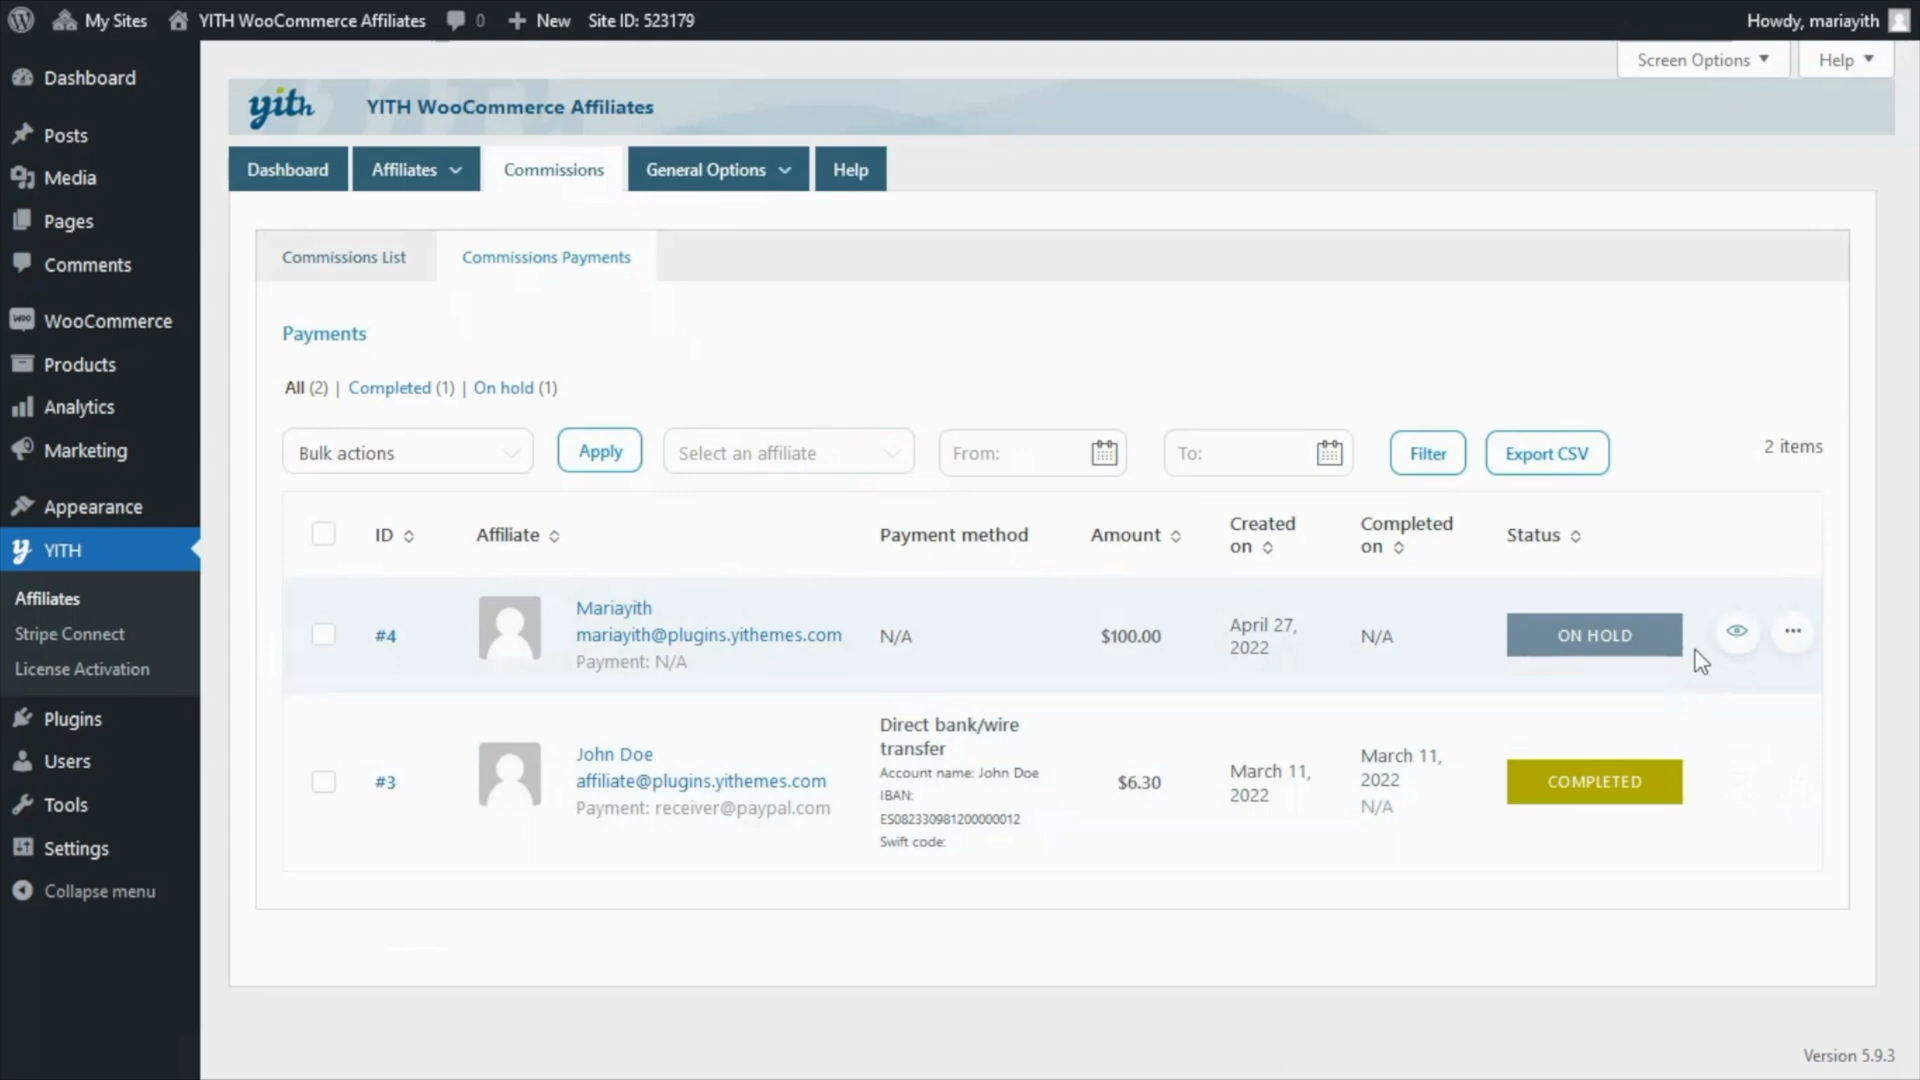 My Sites
YITH WooCommerce Affiliates
0
New
Site ID: 523179
Howdy, mariayith
Screen Options
Help
Dashboard
Posts
Media
Pages
Comments
WooCommerce
Products
Analytics
Marketing
Appearance
YITH
Affiliates
Stripe Connect
License Activation
Plugins
Users
Tools
Settings
Collapse menu
yith
YITH WooCommerce Affiliates
Dashboard
Affiliates
Commissions
General Options
Help
Commissions List
Commissions Payments
Payments
All (2) | Completed (1) | On hold (1)
Bulk actions
Apply
Select an affiliate
From:
To:
Filter
Export CSV
2 items
ID
Affiliate
Payment method
Amount
Created
on
Completed
on
Status
#4
Mariayith
mariayith@plugins.yithemes.com
Payment: N/A
N/A
$100.00
April 27,
2022
N/A
ON HOLD
#3
John Doe
affiliate@plugins.yithemes.com
Payment: receiver@paypal.com
Direct bank/wire
transfer
Account name: John Doe
IBAN:
ES082330981200000012
Swift code:
$6.30
March 11,
2022
March 11,
2022
N/A
COMPLETED
Version 5.9.3